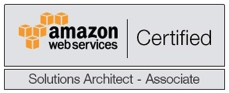 amazon
webservices
Certified
Solutions Architect - Associate